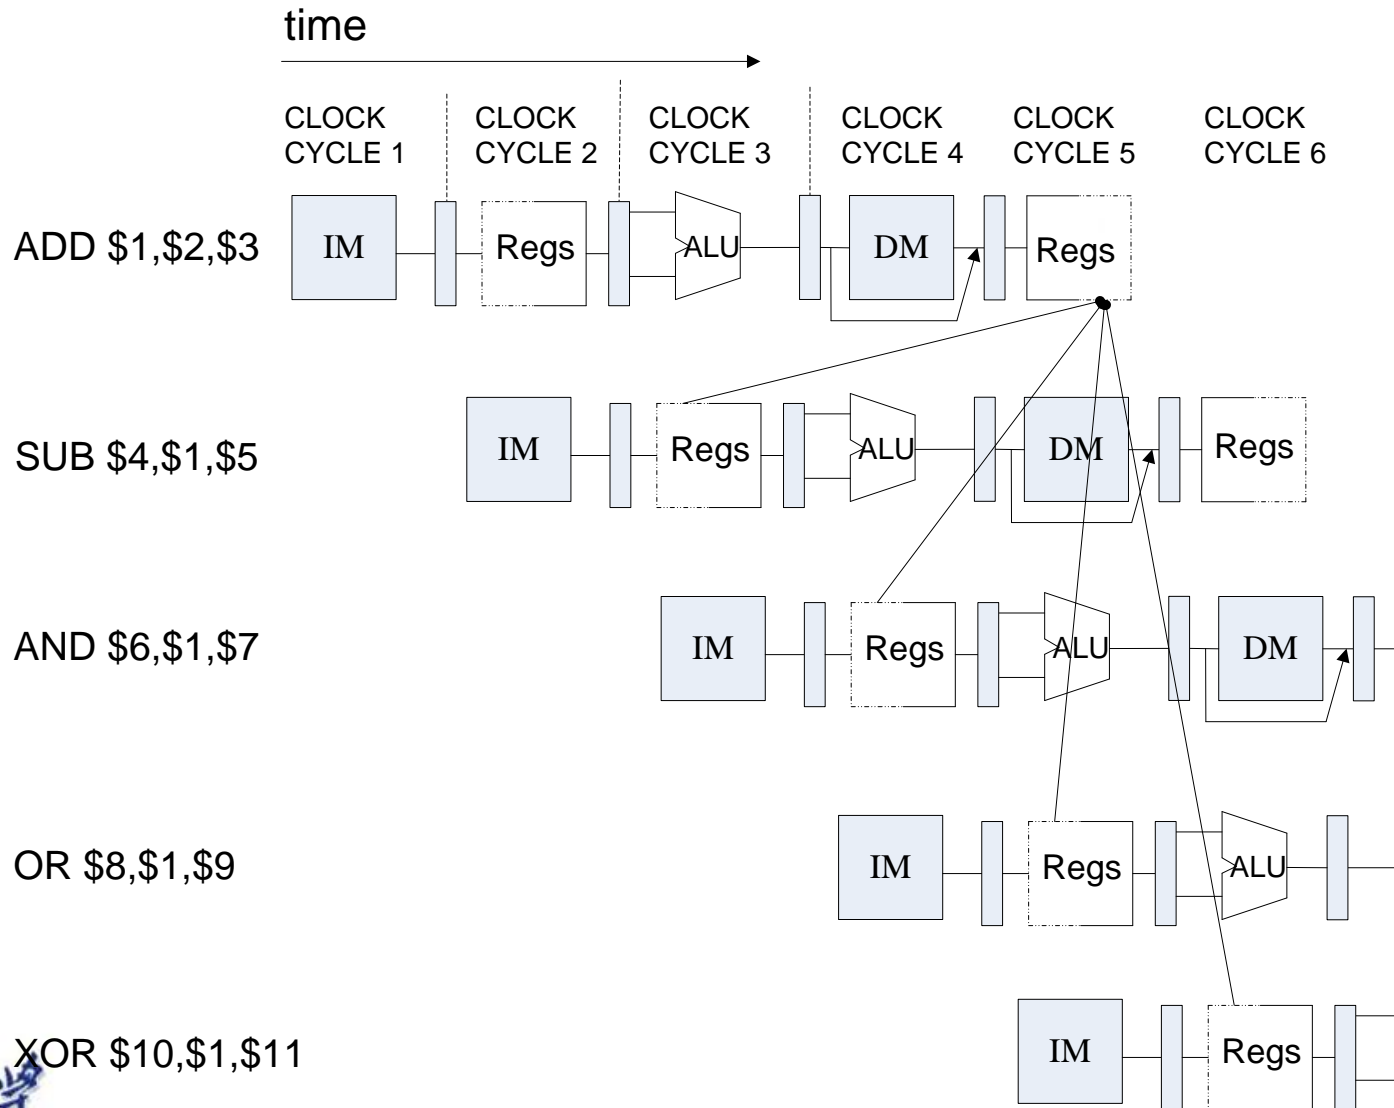 time
CLOCK CYCLE 1
CLOCK CYCLE 2
CLOCK CYCLE 3
CLOCK CYCLE 4
CLOCK CYCLE 5
CLOCK CYCLE 6
ADD $1,$2,$3
IM
Regs
ALU
DM
Regs
SUB $4,$1,$5
IM
Regs
ALU
DM
Regs
AND $6,$1,$7
IM
Regs
ALU
DM
OR $8,$1,$9
IM
Regs
ALU
XOR $10,$1,$11
IM
Regs